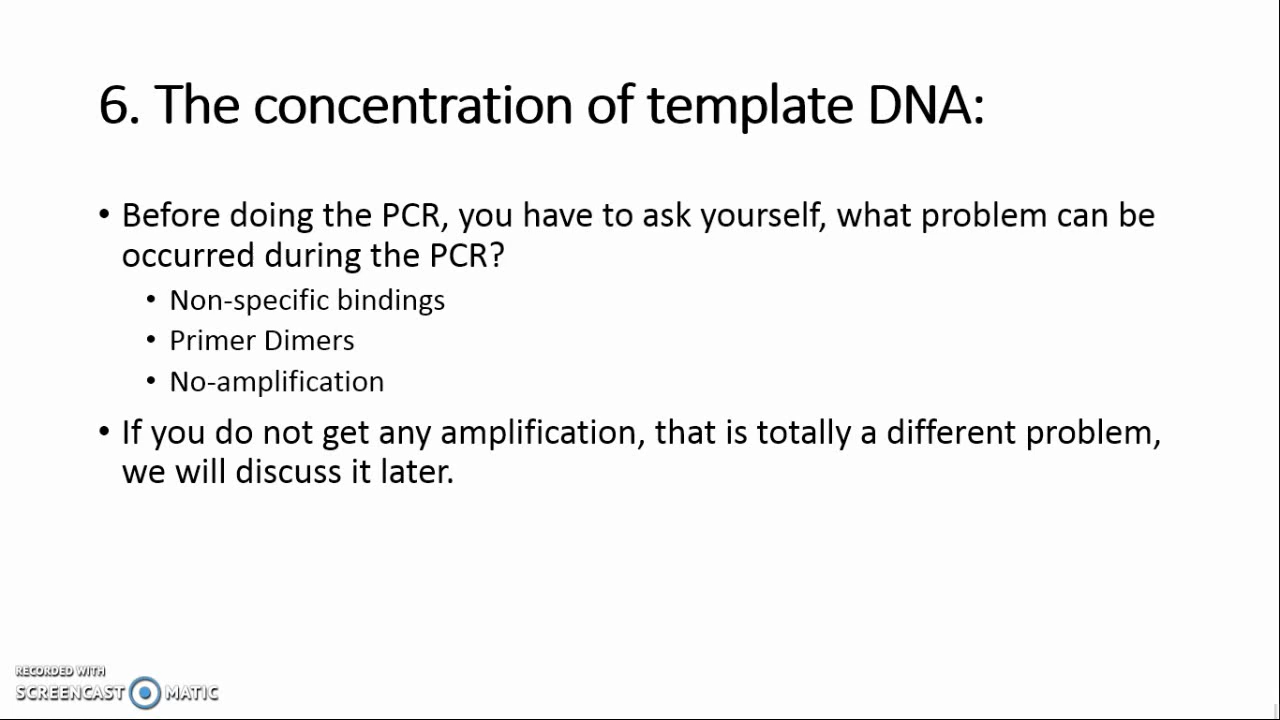 6. The concentration of template DNA:
• Before doing the PCR, you have to ask yourself, what problem can be
occurred during the PCR?
• Non-specific bindings
• Primer Dimers
• No-amplification
• If you do not get any amplification, that is totally a different problem,
we will discuss it later.
RECORDED WITH
SCREENCAST MATIC